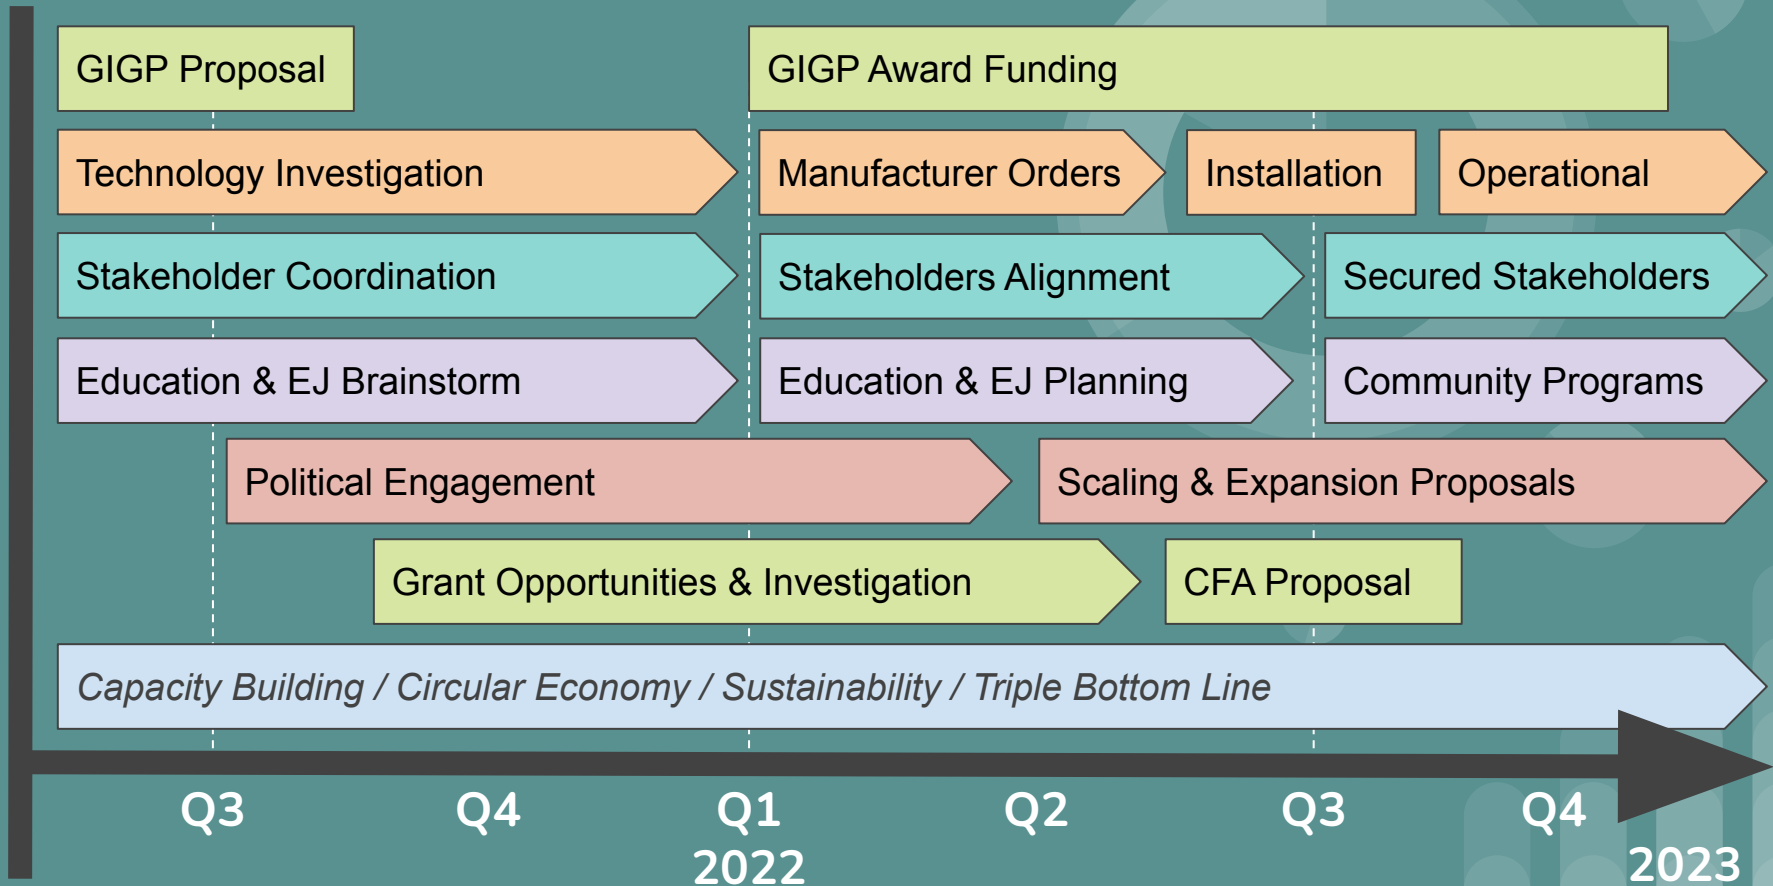 GIGP Proposal
GIGP Award Funding
Technology Investigation
Manufacturer Orders
Installation
Operational
Stakeholder Coordination
Stakeholders Alignment
Secured Stakeholders
Education & EJ Brainstorm
Education & EJ Planning
Community Programs
Political Engagement
Scaling & Expansion Proposals
Grant Opportunities & Investigation
CFA Proposal
Capacity Building / Circular Economy / Sustainability / Triple Bottom Line
Q3
Q4
Q1
Q2
Q3
Q4
2022
2023